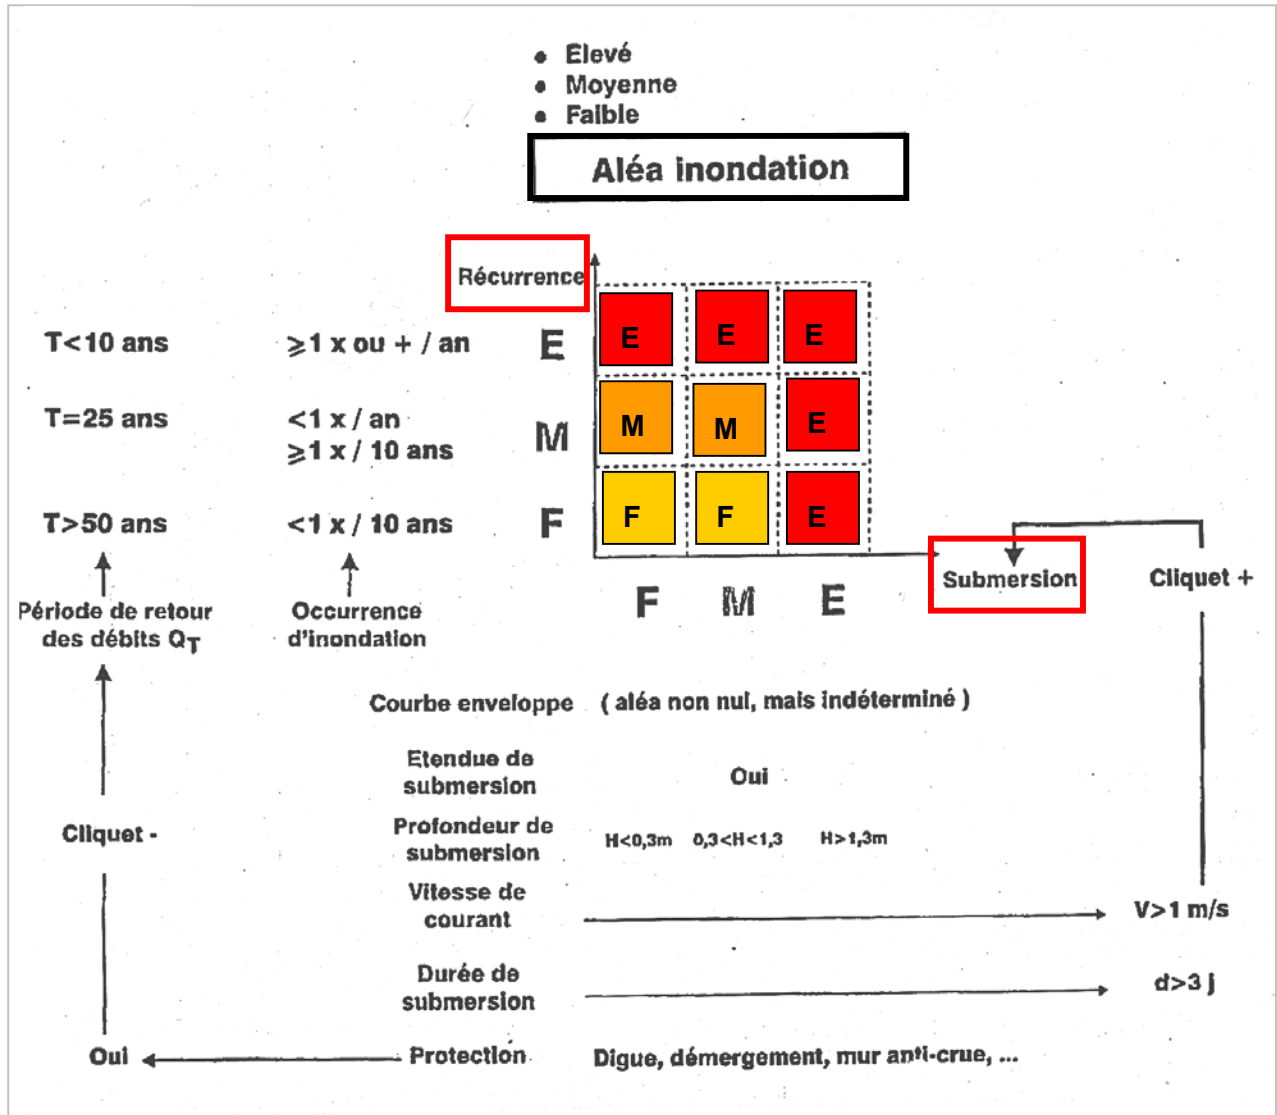 • Elevé
• Moyenne
• Faible
Aléa inondation
Récurrence
T<10 ans ⩾1 x ou + / an E E E E
T=25 ans <1 x / an
⩾1 x / 10 ans M M M E
T>50 ans <1 x / 10 ans F F F E
F M E
Submersion
Cliquet +
Période de retour
des débits QT
Occurrence
d'inondation
Courbe enveloppe ( aléa non nul, mais indéterminé )
Etendue de
submersion
Oui
Cliquet -
Profondeur de
submersion
H<0,3m 0,3<H<1,3 H>1,3m
Vitesse de
courant
V>1 m/s
Durée de
submersion
d>3 j
Oui Protection Digue, démergement, mur anti-crue, ...